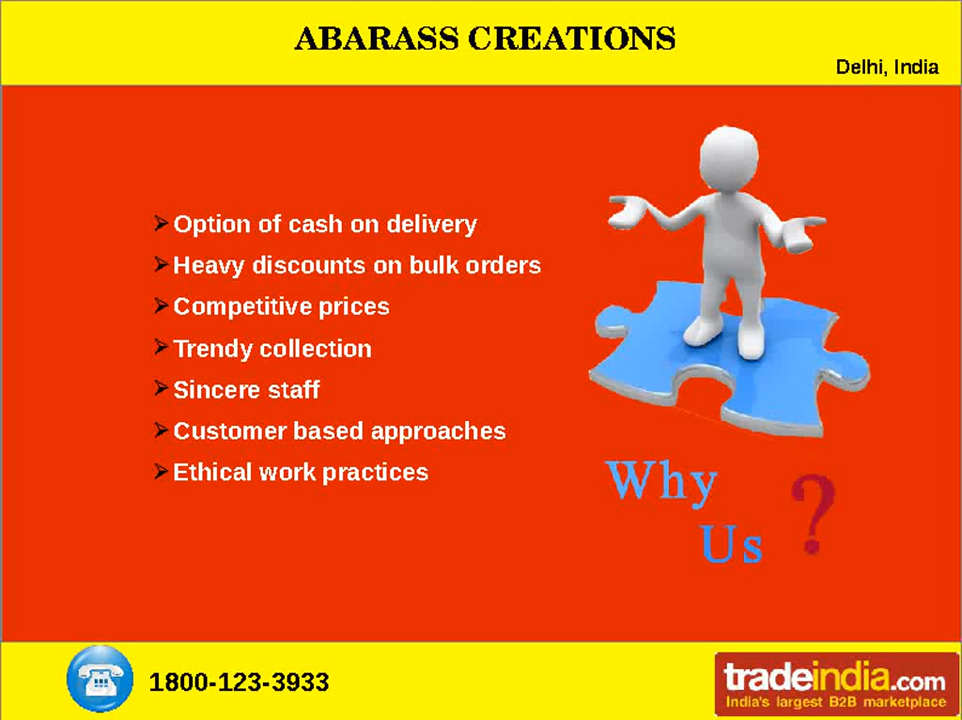 ABARASS CREATIONS
Delhi, India
Option of cash on delivery
Heavy discounts on bulk orders
Competitive prices
Trendy collection
Sincere staff
Customer based approaches
Ethical work practices
Why
Us ?
1800-123-3933
tradeindia.com
India's largest B2B marketplace